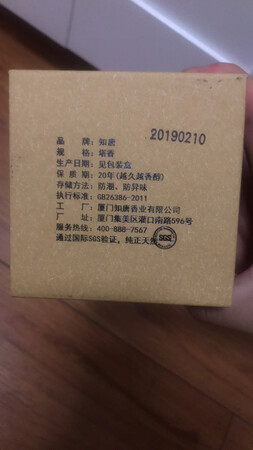 品　　牌：知唐
20190210
规　　格：塔香
生产日期：见包装盒
保 质 期：20年(越久越香醇)
存储方法：防潮，防异味
执行标准：GB26386-2011
工　　厂：厦门知唐香业有限公司
厂　　址：厦门集美区灌口南路596号
服务热线：400-888-7567
通过国际SGS验证，纯正天然
SGS